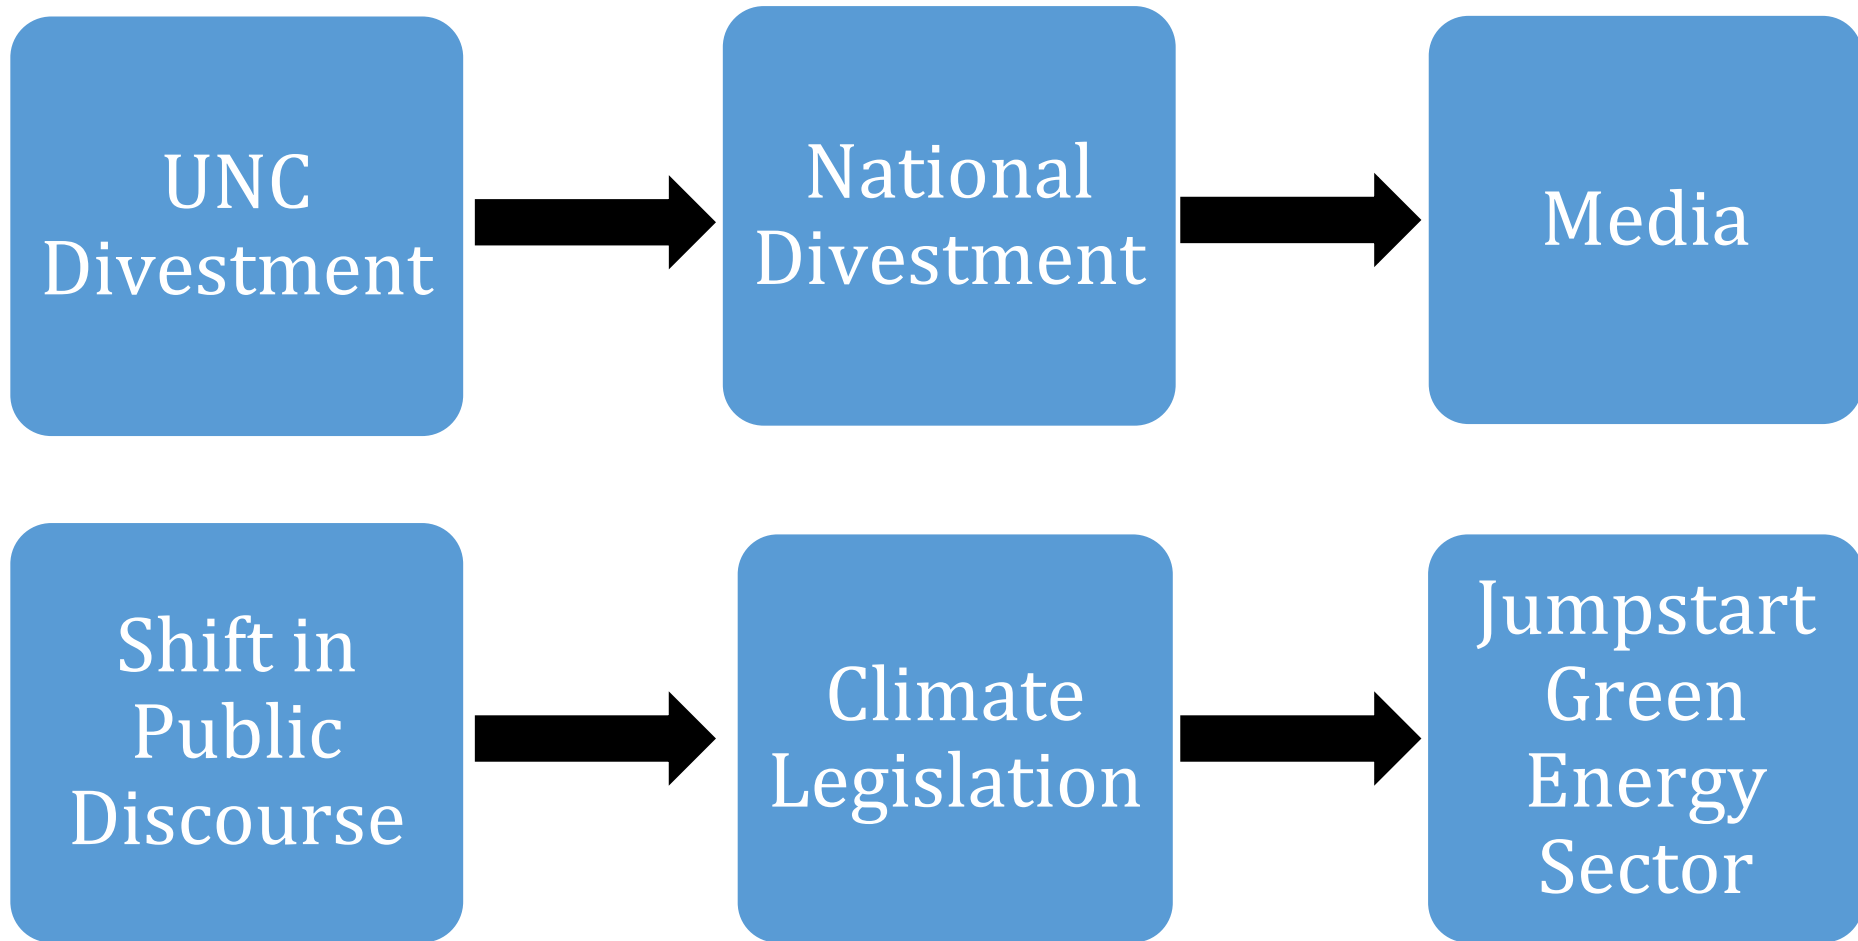 UNC
Divestment
National
Divestment
Media
Shift in
Public
Discourse
Climate
Legislation
Jumpstart
Green
Energy
Sector